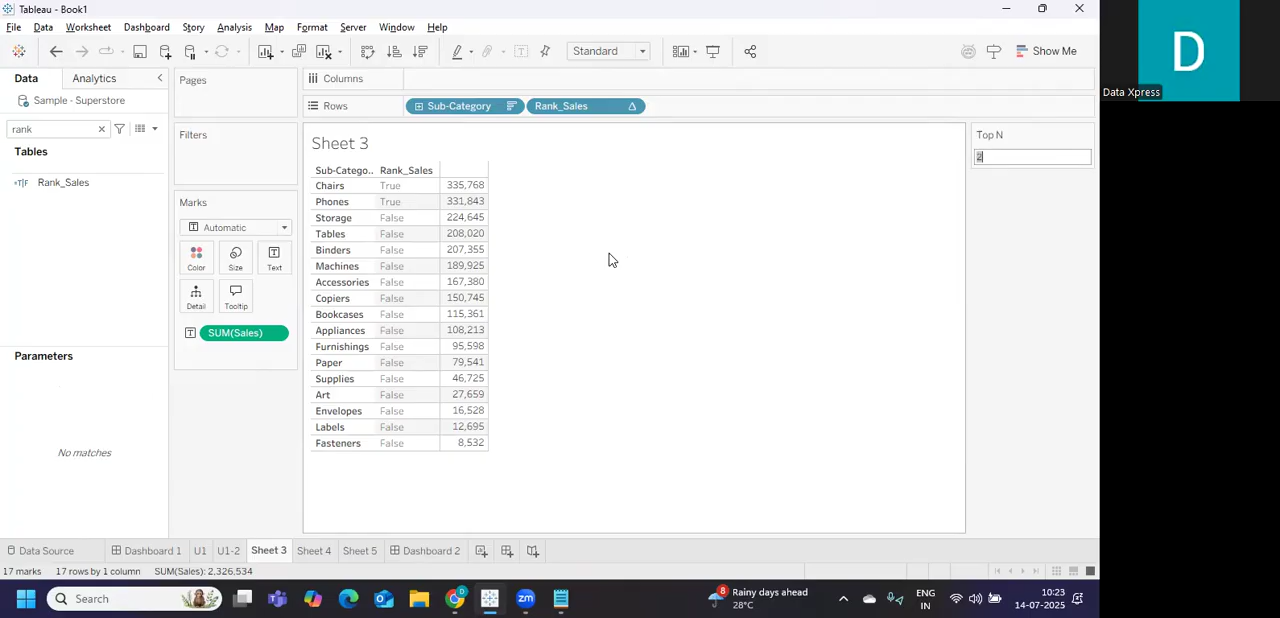 Tableau - Book1
File Data Worksheet Dashboard Story Analysis Map Format Server Window Help
Standard
Show Me
Data Analytics
Sample - Superstore
rank
Tables
Rank_Sales
Parameters
No matches
Pages
Filters
Marks
Automatic
Color Size Text
Detail Tooltip
SUM(Sales)
Columns
Rows Sub-Category Rank_Sales
Sheet 3
Sub-Catego.. Rank_Sales
Chairs True 335,768
Phones True 331,843
Storage False 224,645
Tables False 208,020
Binders False 207,355
Machines False 189,925
Accessories False 167,380
Copiers False 150,745
Bookcases False 115,361
Appliances False 108,213
Furnishings False 95,598
Paper False 79,541
Supplies False 46,725
Art False 27,659
Envelopes False 16,528
Labels False 12,695
Fasteners False 8,532
Top N
2
D
Data Xpress
Data Source Dashboard 1 U1 U1-2 Sheet 3 Sheet 4 Sheet 5 Dashboard 2
17 marks 17 rows by 1 column SUM(Sales): 2,326,534
Search
8
Rainy days ahead
28°C
ENG
IN
10:23
14-07-2025